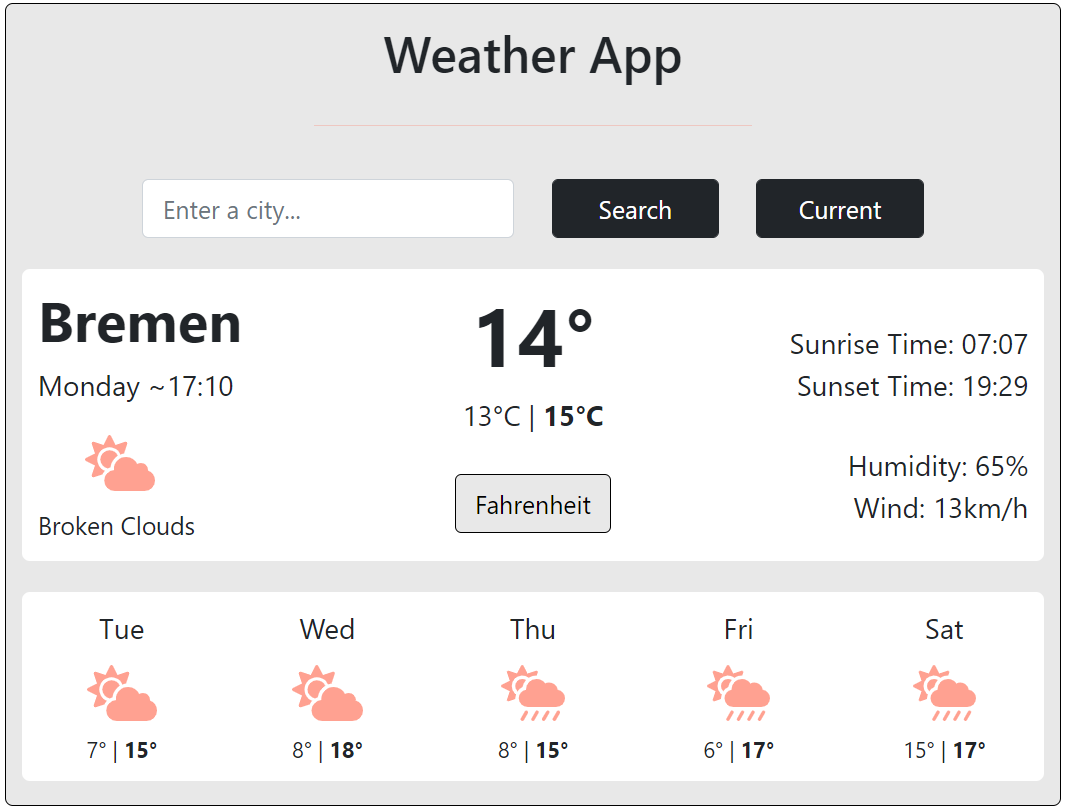 Weather App
Enter a city...
Search
Current
Bremen
Monday ~17:10
Broken Clouds
14°
13°C | 15°C
Fahrenheit
Sunrise Time: 07:07
Sunset Time: 19:29
Humidity: 65%
Wind: 13km/h
Tue
7° | 15°
Wed
8° | 18°
Thu
8° | 15°
Fri
6° | 17°
Sat
15° | 17°